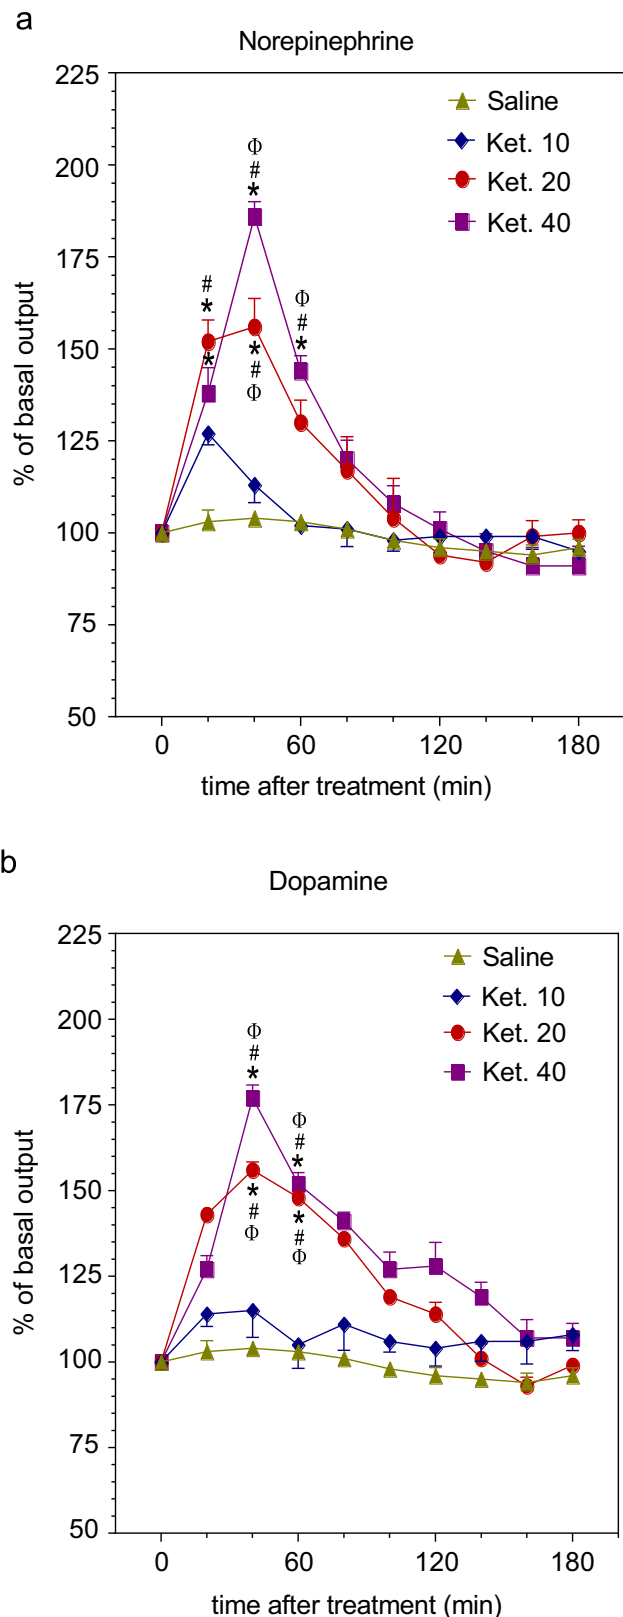 a
Norepinephrine
225
200
175
150
125
100
75
50
% of basal output
Saline
Ket. 10
Ket. 20
Ket. 40
Φ
#
*
#
*
*
Φ
#
*
*
#
Φ
0 60 120 180
time after treatment (min)
b
Dopamine
225
200
175
150
125
100
75
50
% of basal output
Saline
Ket. 10
Ket. 20
Ket. 40
Φ
#
*
Φ
#
*
*
#
Φ
*
#
Φ
0 60 120 180
time after treatment (min)